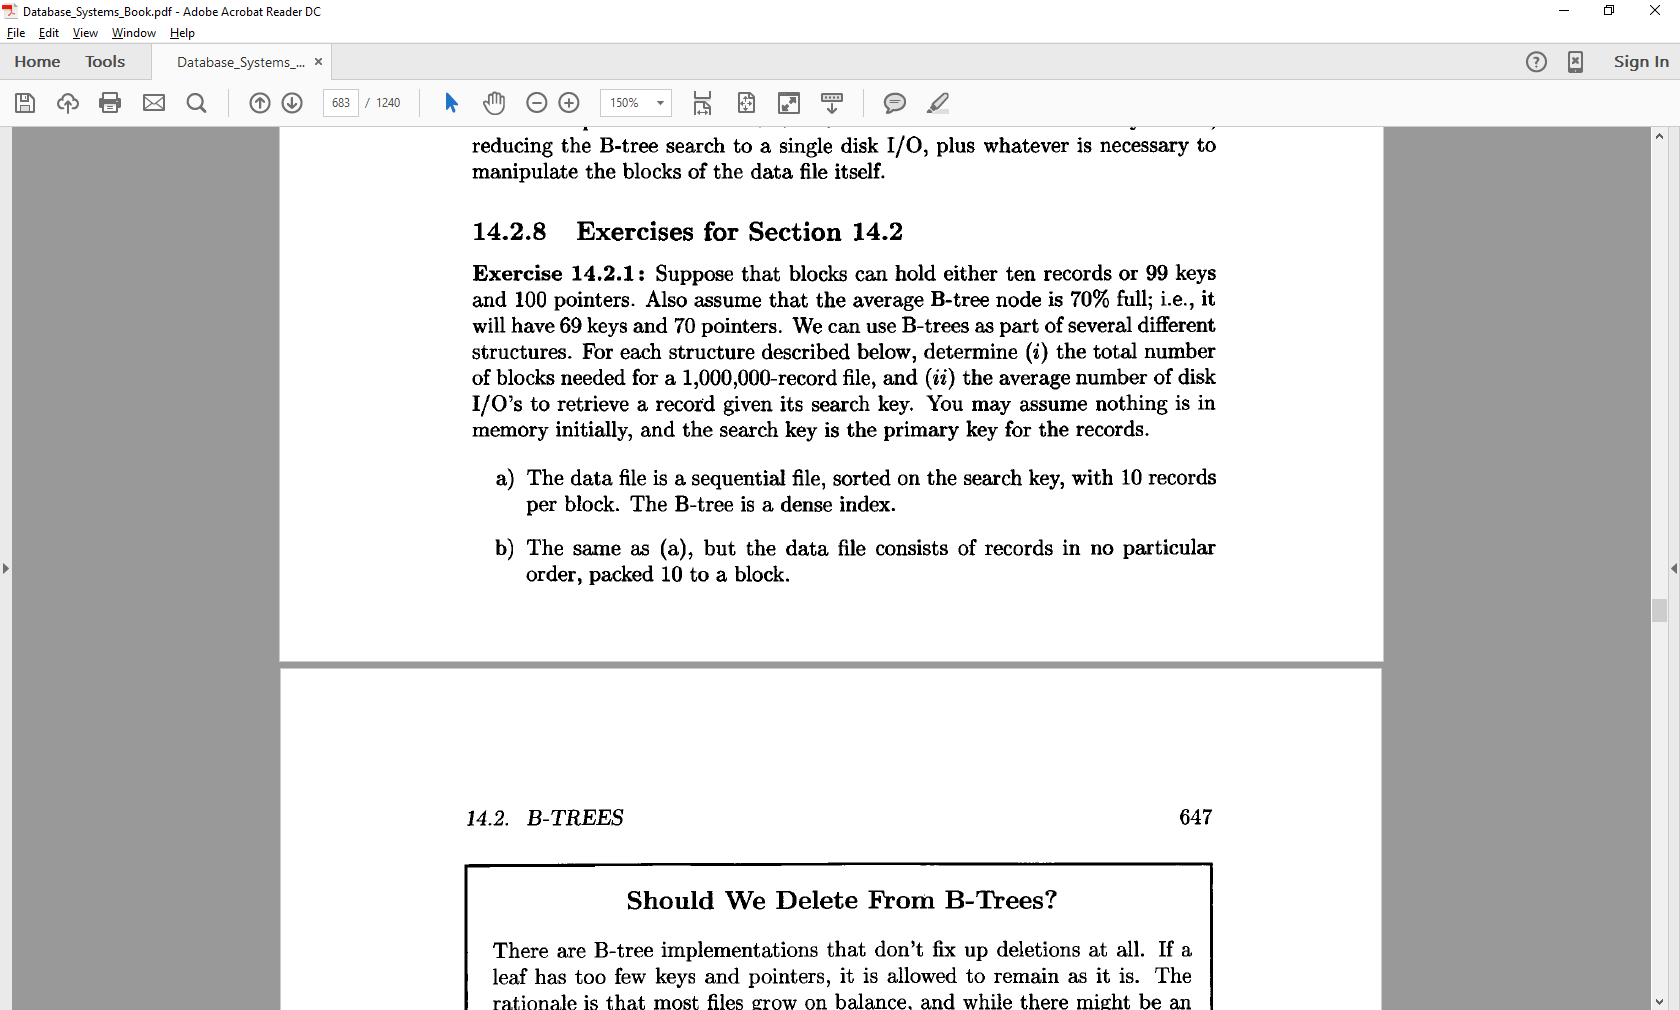 Database_Systems_Book.pdf - Adobe Acrobat Reader DC
File Edit View Window Help
Home Tools Database_Systems_... × Sign In
683 / 1240 150%
reducing the B-tree search to a single disk I/O, plus whatever is necessary to
manipulate the blocks of the data file itself.
14.2.8 Exercises for Section 14.2
Exercise 14.2.1: Suppose that blocks can hold either ten records or 99 keys
and 100 pointers. Also assume that the average B-tree node is 70% full; i.e., it
will have 69 keys and 70 pointers. We can use B-trees as part of several different
structures. For each structure described below, determine (i) the total number
of blocks needed for a 1,000,000-record file, and (ii) the average number of disk
I/O's to retrieve a record given its search key. You may assume nothing is in
memory initially, and the search key is the primary key for the records.
a) The data file is a sequential file, sorted on the search key, with 10 records
per block. The B-tree is a dense index.
b) The same as (a), but the data file consists of records in no particular
order, packed 10 to a block.
14.2. B-TREES 647
Should We Delete From B-Trees?
There are B-tree implementations that don't fix up deletions at all. If a
leaf has too few keys and pointers, it is allowed to remain as it is. The
rationale is that most files grow on balance, and while there might be an